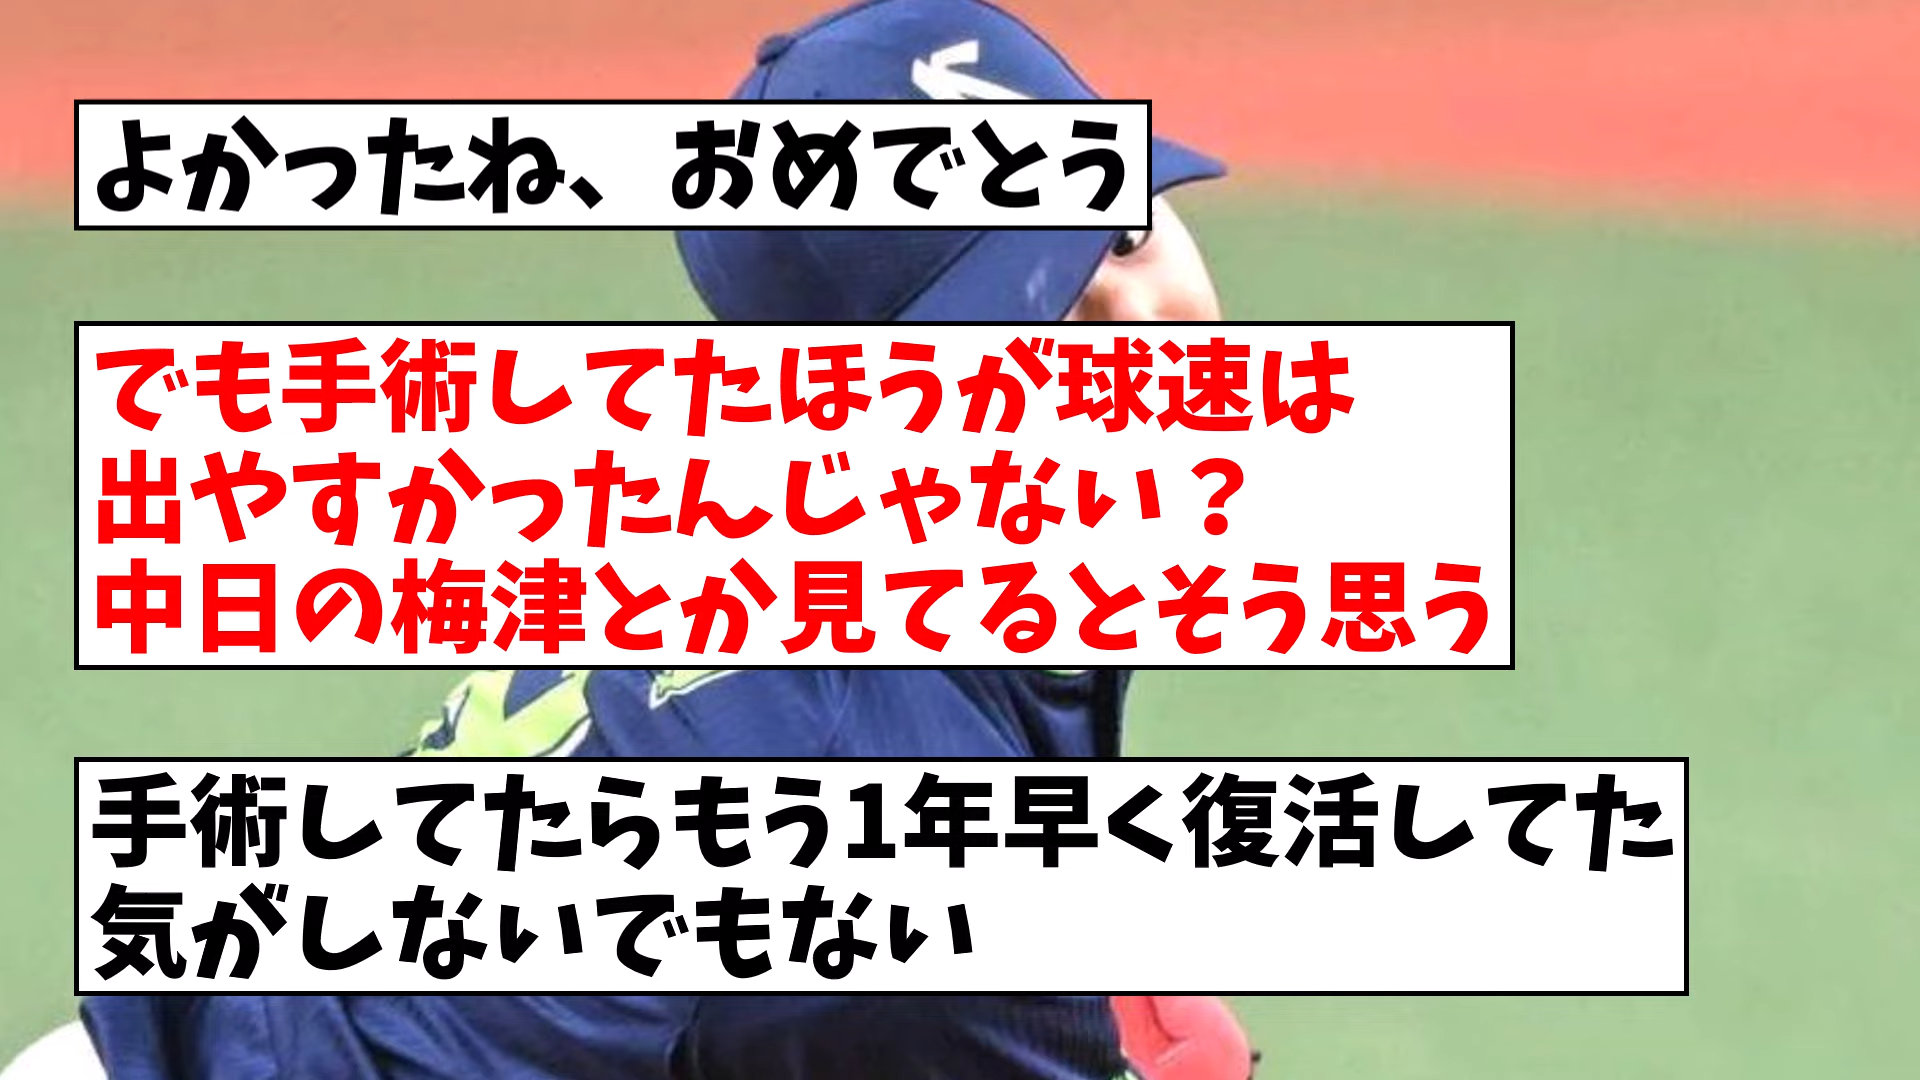 よかったね、おめでとう
でも手術してたほうが球速は
出やすかったんじゃない？
中日の梅津とか見てるとそう思う
手術してたらもう1年早く復活してた
気がしないでもない